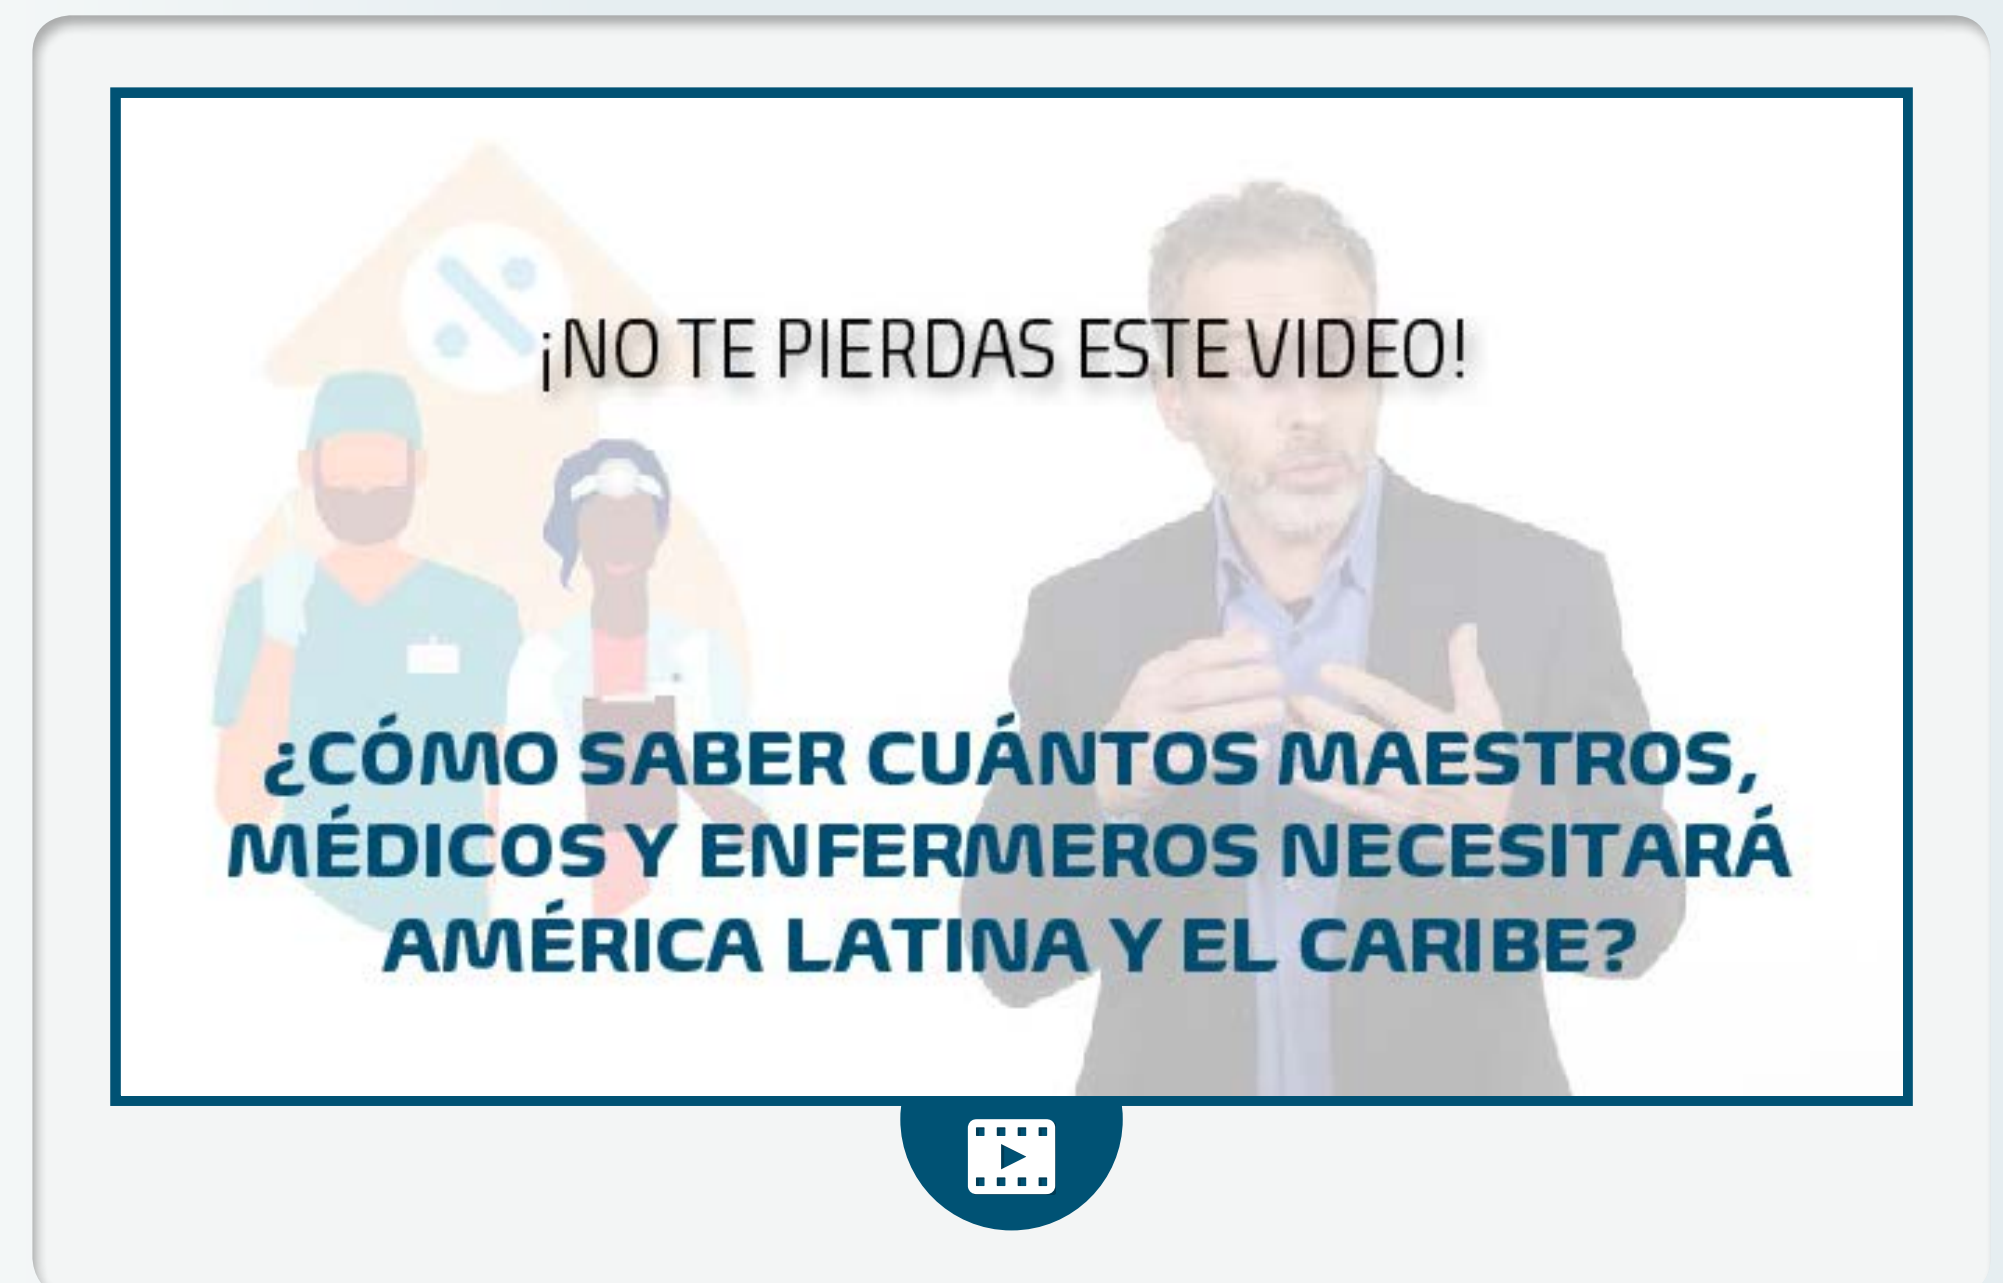 ¡NO TE PIERDAS ESTE VIDEO!
¿CÓMO SABER CUÁNTOS MAESTROS,
MÉDICOS Y ENFERMEROS NECESITARÁ
AMÉRICA LATINA Y EL CARIBE?